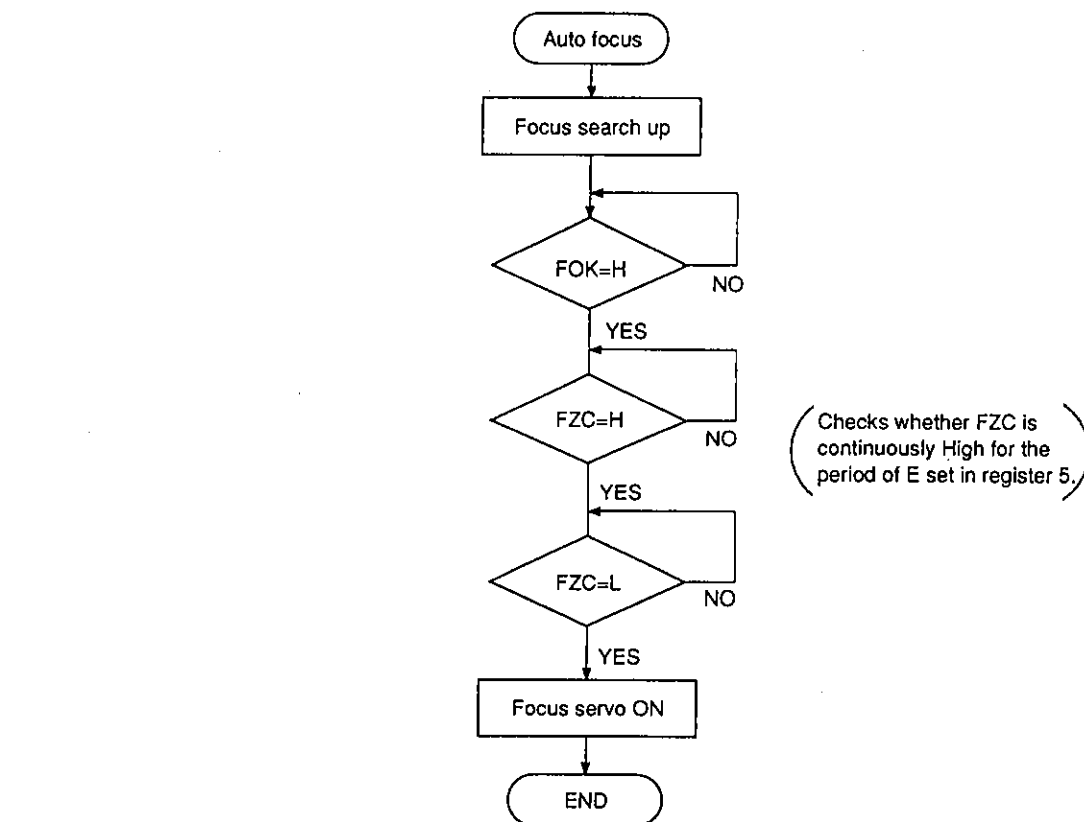 Auto focus
Focus search up
FOK=H
NO
YES
FZC=H
NO
Checks whether FZC is
continuously High for the
period of E set in register 5.
YES
FZC=L
NO
YES
Focus servo ON
END